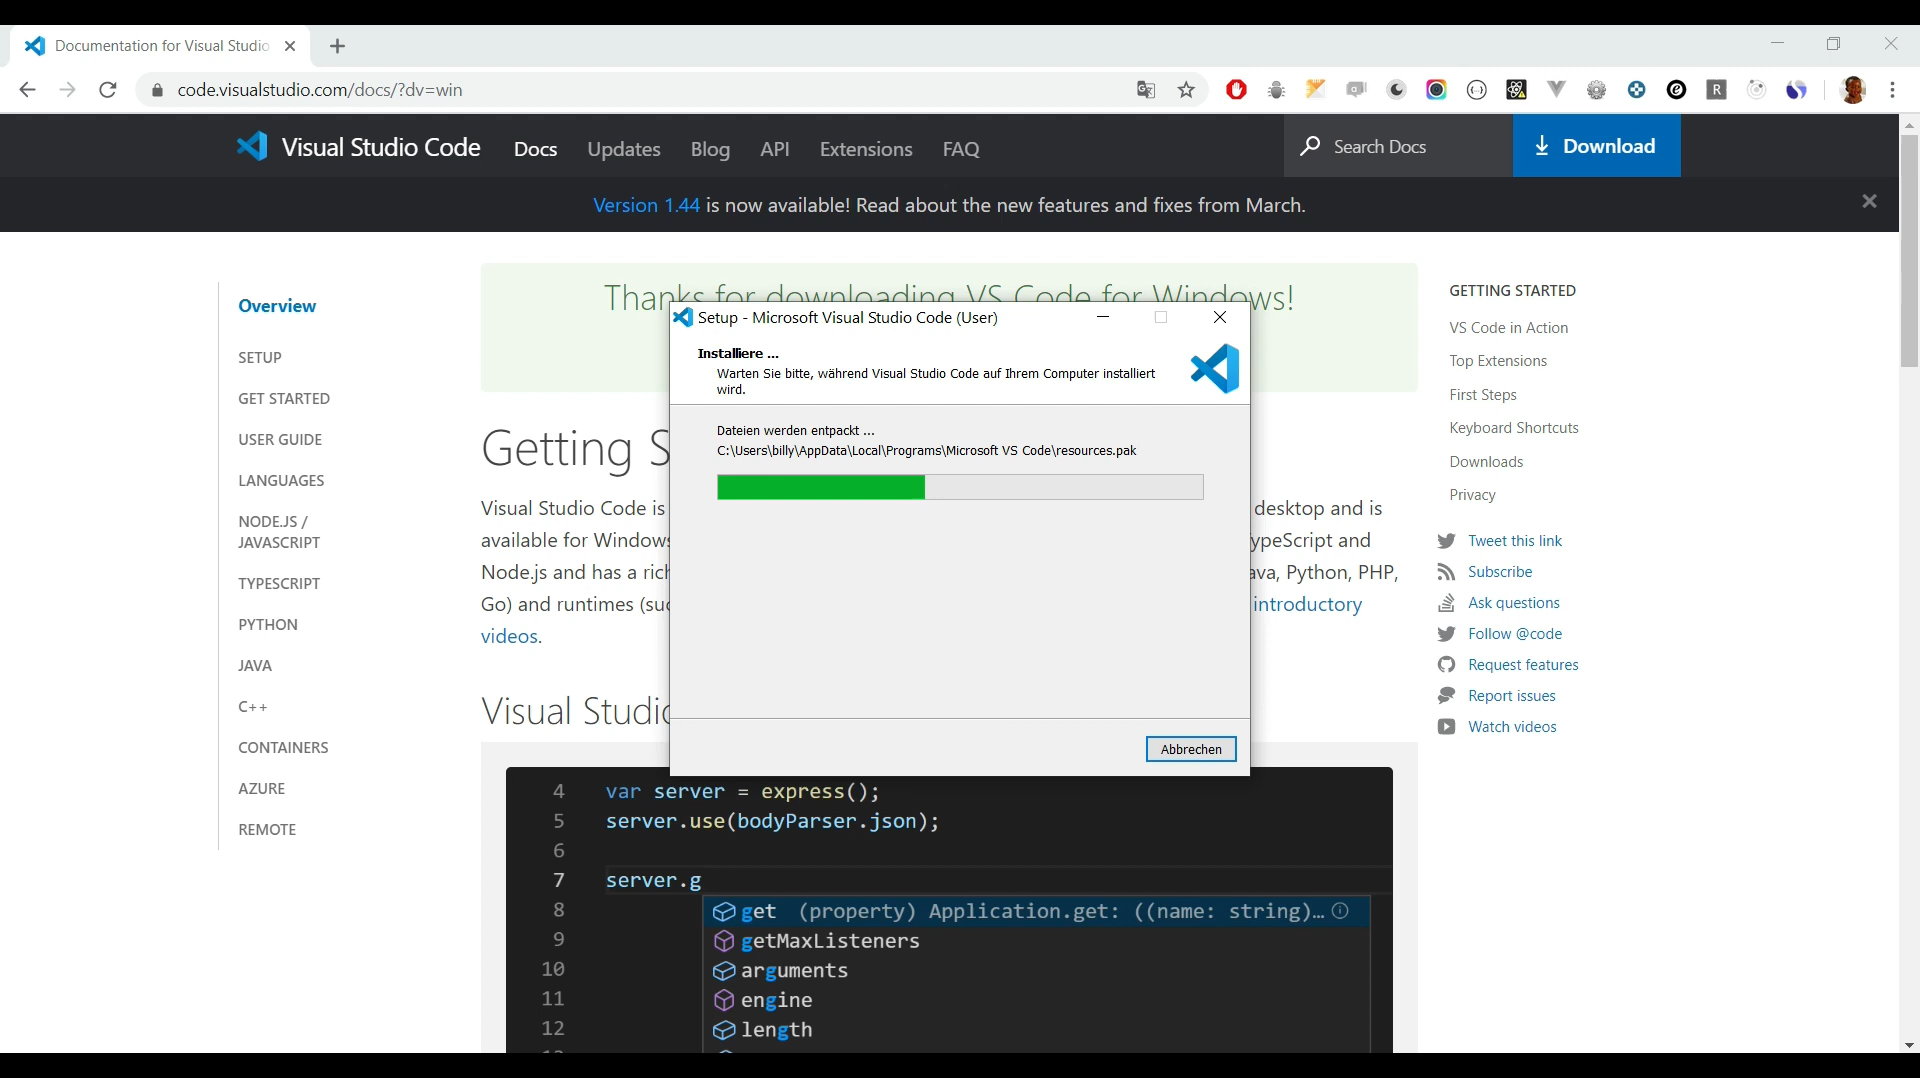 Documentation for Visual Studio
code.visualstudio.com/docs/?dv=win
Visual Studio Code
Docs
Updates
Blog
API
Extensions
FAQ
Search Docs
Download
Version 1.44 is now available! Read about the new features and fixes from March.
Overview
SETUP
GET STARTED
USER GUIDE
LANGUAGES
NODE.JS /
JAVASCRIPT
TYPESCRIPT
PYTHON
JAVA
C++
CONTAINERS
AZURE
REMOTE
Thanks for downloading VS Code for Windows!
Setup - Microsoft Visual Studio Code (User)
Installiere ...
Warten Sie bitte, während Visual Studio Code auf Ihrem Computer installiert
wird.
Dateien werden entpackt ...
C:\Users\billy\AppData\Local\Programs\Microsoft VS Code\resources.pak
Abbrechen
Getting S
Visual Studio Code is
desktop and is
available for Windows
ypeScript and
Node.js and has a rich
ava, Python, PHP,
Go) and runtimes (suc
introductory
videos.
Visual Studio
4 var server = express();
5 server.use(bodyParser.json);
6
7 server.g
8 get (property) Application.get: ((name: string)…
9 getMaxListeners
10 arguments
11 engine
12 length
GETTING STARTED
VS Code in Action
Top Extensions
First Steps
Keyboard Shortcuts
Downloads
Privacy
Tweet this link
Subscribe
Ask questions
Follow @code
Request features
Report issues
Watch videos